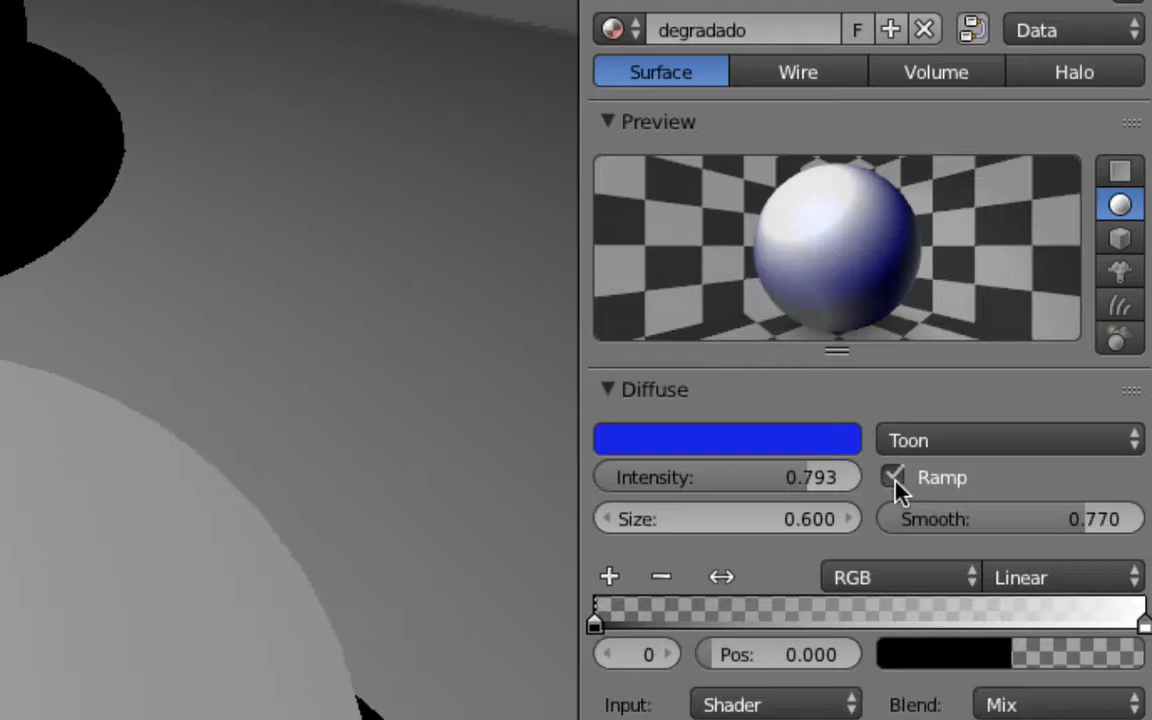 degradado F Data
Surface Wire Volume Halo
Preview
Diffuse
Toon
Intensity: 0.793 Ramp
Size: 0.600 Smooth: 0.770
RGB Linear
0 Pos: 0.000
Input: Shader Blend: Mix